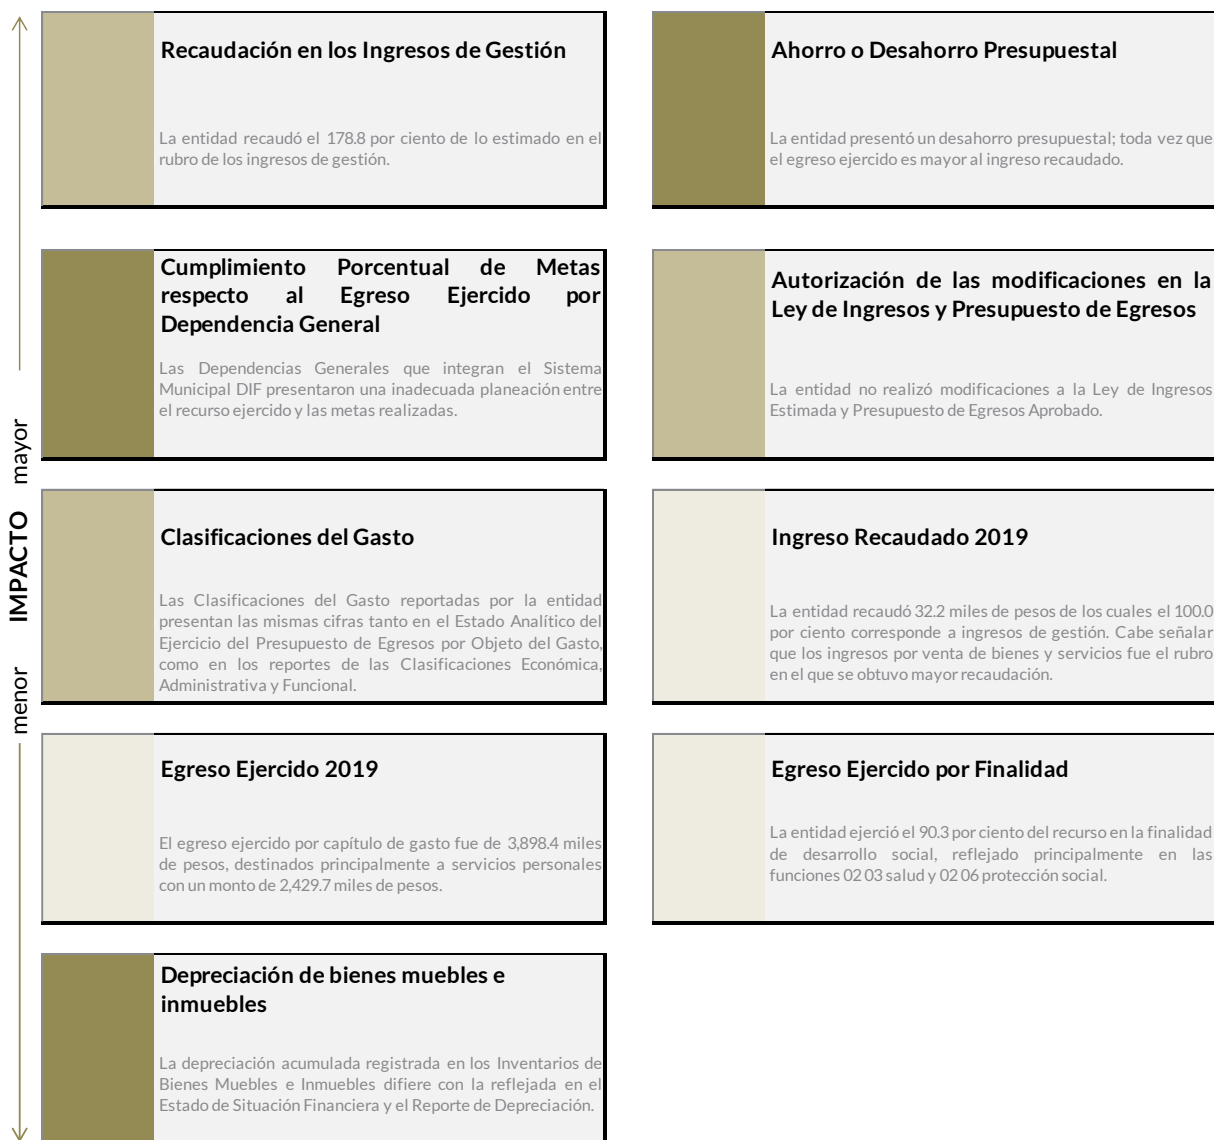 Recaudación en los Ingresos de Gestión
La entidad recaudó el 178.8 por ciento de lo estimado en el
rubro de los ingresos de gestión.
Ahorro o Desahorro Presupuestal
La entidad presentó un desahorro presupuestal; toda vez que
el egreso ejercido es mayor al ingreso recaudado.
Cumplimiento Porcentual de Metas
respecto al Egreso Ejercido por
Dependencia General
Las Dependencias Generales que integran el Sistema
Municipal DIF presentaron una inadecuada planeación entre
el recurso ejercido y las metas realizadas.
Autorización de las modificaciones en la
Ley de Ingresos y Presupuesto de Egresos
La entidad no realizó modificaciones a la Ley de Ingresos
Estimada y Presupuesto de Egresos Aprobado.
menor IMPACTO mayor
Clasificaciones del Gasto
Las Clasificaciones del Gasto reportadas por la entidad
presentan las mismas cifras tanto en el Estado Analítico del
Ejercicio del Presupuesto de Egresos por Objeto del Gasto,
como en los reportes de las Clasificaciones Económica,
Administrativa y Funcional.
Ingreso Recaudado 2019
La entidad recaudó 32.2 miles de pesos de los cuales el 100.0
por ciento corresponde a ingresos de gestión. Cabe señalar
que los ingresos por venta de bienes y servicios fue el rubro
en el que se obtuvo mayor recaudación.
Egreso Ejercido 2019
El egreso ejercido por capítulo de gasto fue de 3,898.4 miles
de pesos, destinados principalmente a servicios personales
con un monto de 2,429.7 miles de pesos.
Egreso Ejercido por Finalidad
La entidad ejerció el 90.3 por ciento del recurso en la finalidad
de desarrollo social, reflejado principalmente en las
funciones 02 03 salud y 02 06 protección social.
Depreciación de bienes muebles e
inmuebles
La depreciación acumulada registrada en los Inventarios de
Bienes Muebles e Inmuebles difiere con la reflejada en el
Estado de Situación Financiera y el Reporte de Depreciación.